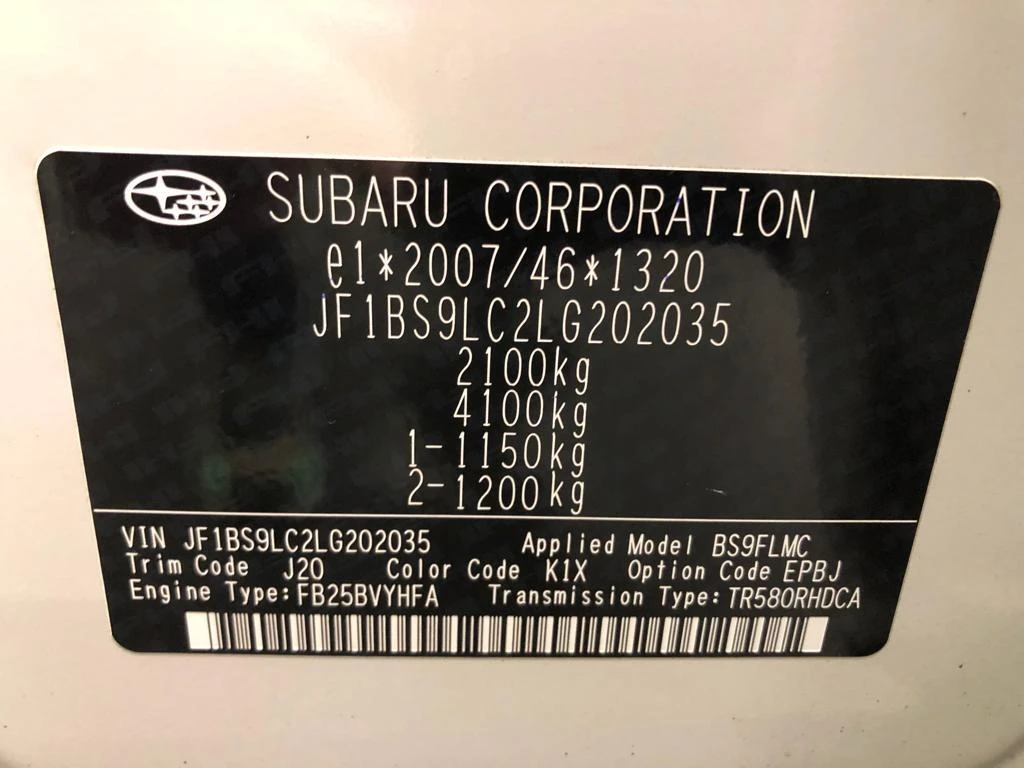 SUBARU CORPORATION
e1*2007/46*1320
JF1BS9LC2LG202035
2100kg
4100kg
1-1150kg
2-1200kg
VIN JF1BS9LC2LG202035 Applied Model BS9FLMC
Trim Code J20 Color Code K1X Option Code EPBJ
Engine Type:FB25BVYHFA Transmission Type:TR580RHDCA